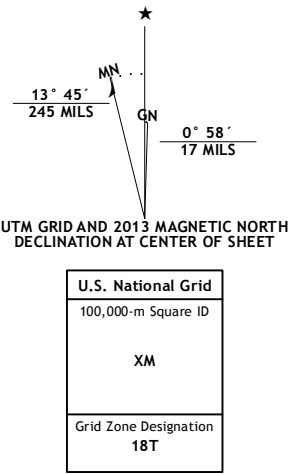 ★
MN
13° 45´
245 MILS
GN
0° 58´
17 MILS
UTM GRID AND 2013 MAGNETIC NORTH
DECLINATION AT CENTER OF SHEET
U.S. National Grid
100,000-m Square ID
XM
Grid Zone Designation
18T